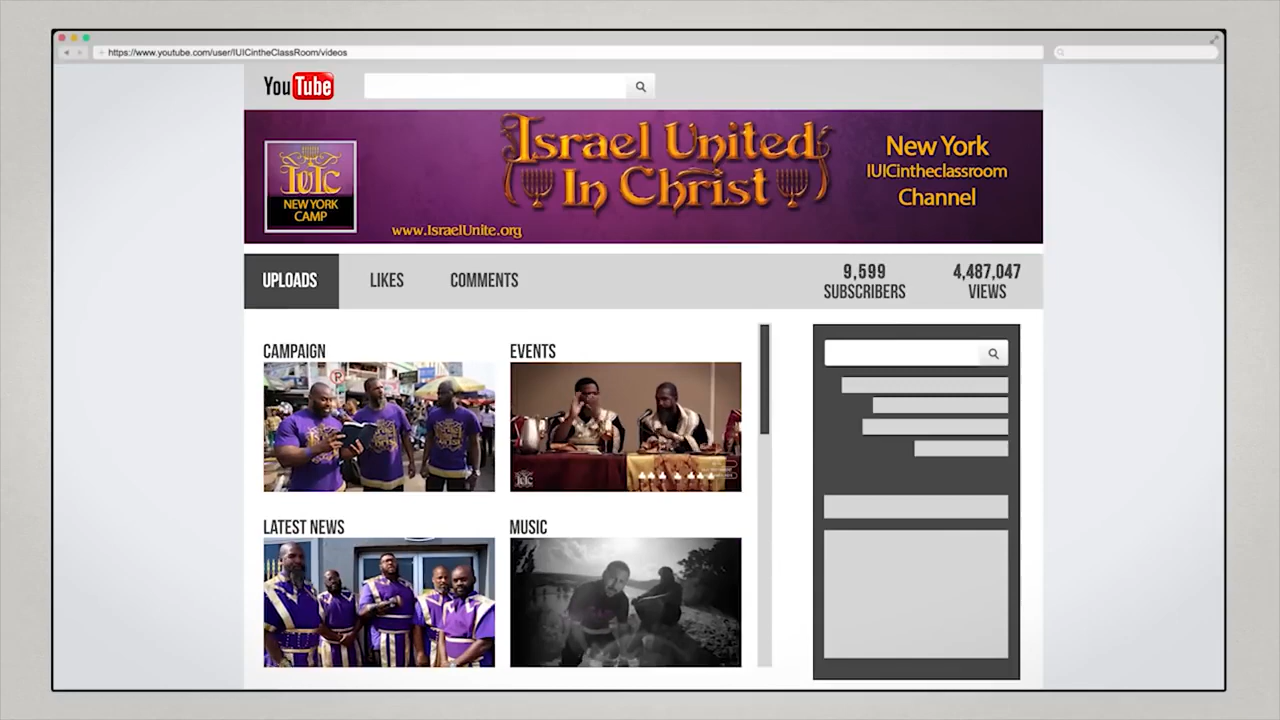 https://www.youtube.com/user/IUICintheClassRoom/videos
YouTube
Israel United
In Christ
New York
IUICintheclassroom
Channel
IUIC
NEW YORK
CAMP
www.IsraelUnite.org
UPLOADS
LIKES
COMMENTS
9,599
SUBSCRIBERS
4,487,047
VIEWS
CAMPAIGN
EVENTS
IUIC
LATEST NEWS
MUSIC